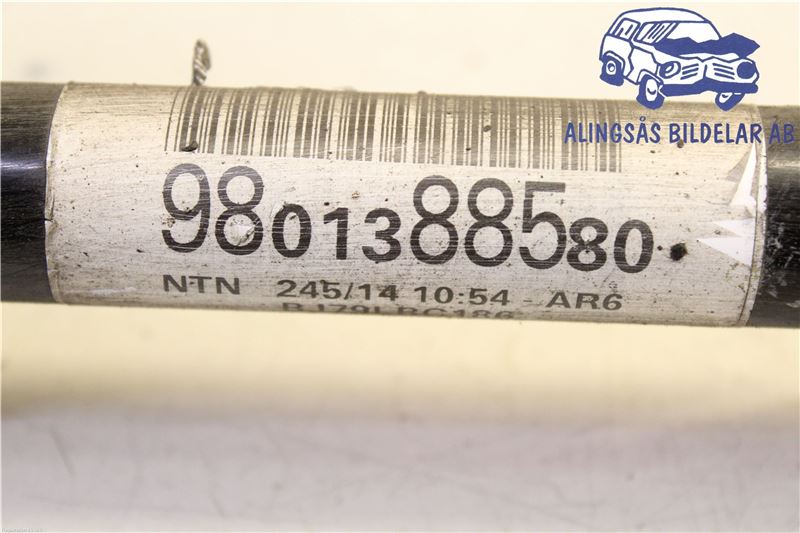 ALINGSÅS BILDELAR AB
9801388580
NTN 245/14 10:54 - AR6